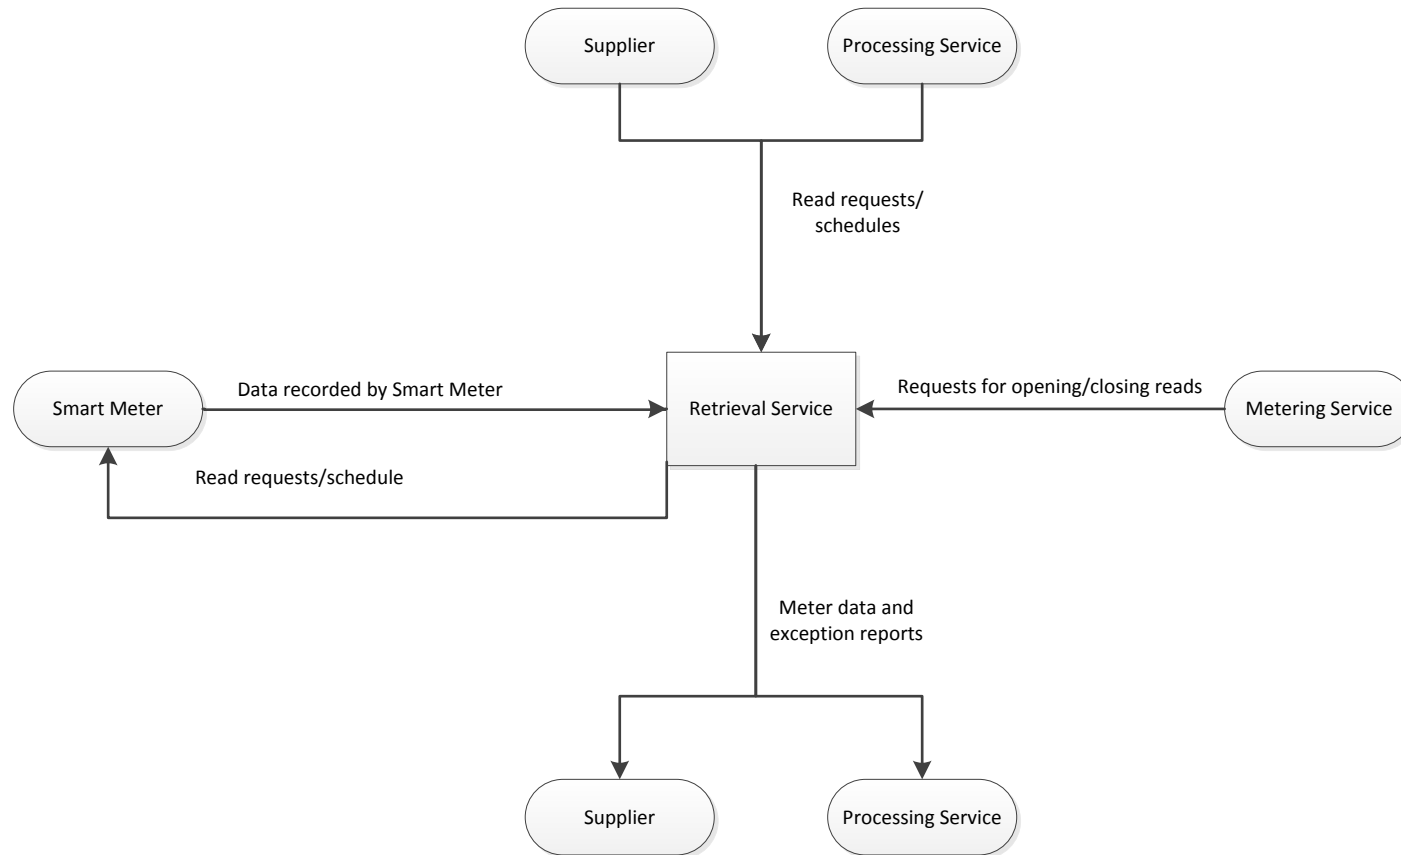 Supplier
Processing Service
Read requests/
schedules
Data recorded by Smart Meter
Requests for opening/closing reads
Smart Meter
Retrieval Service
Metering Service
Read requests/schedule
Meter data and
exception reports
Supplier
Processing Service